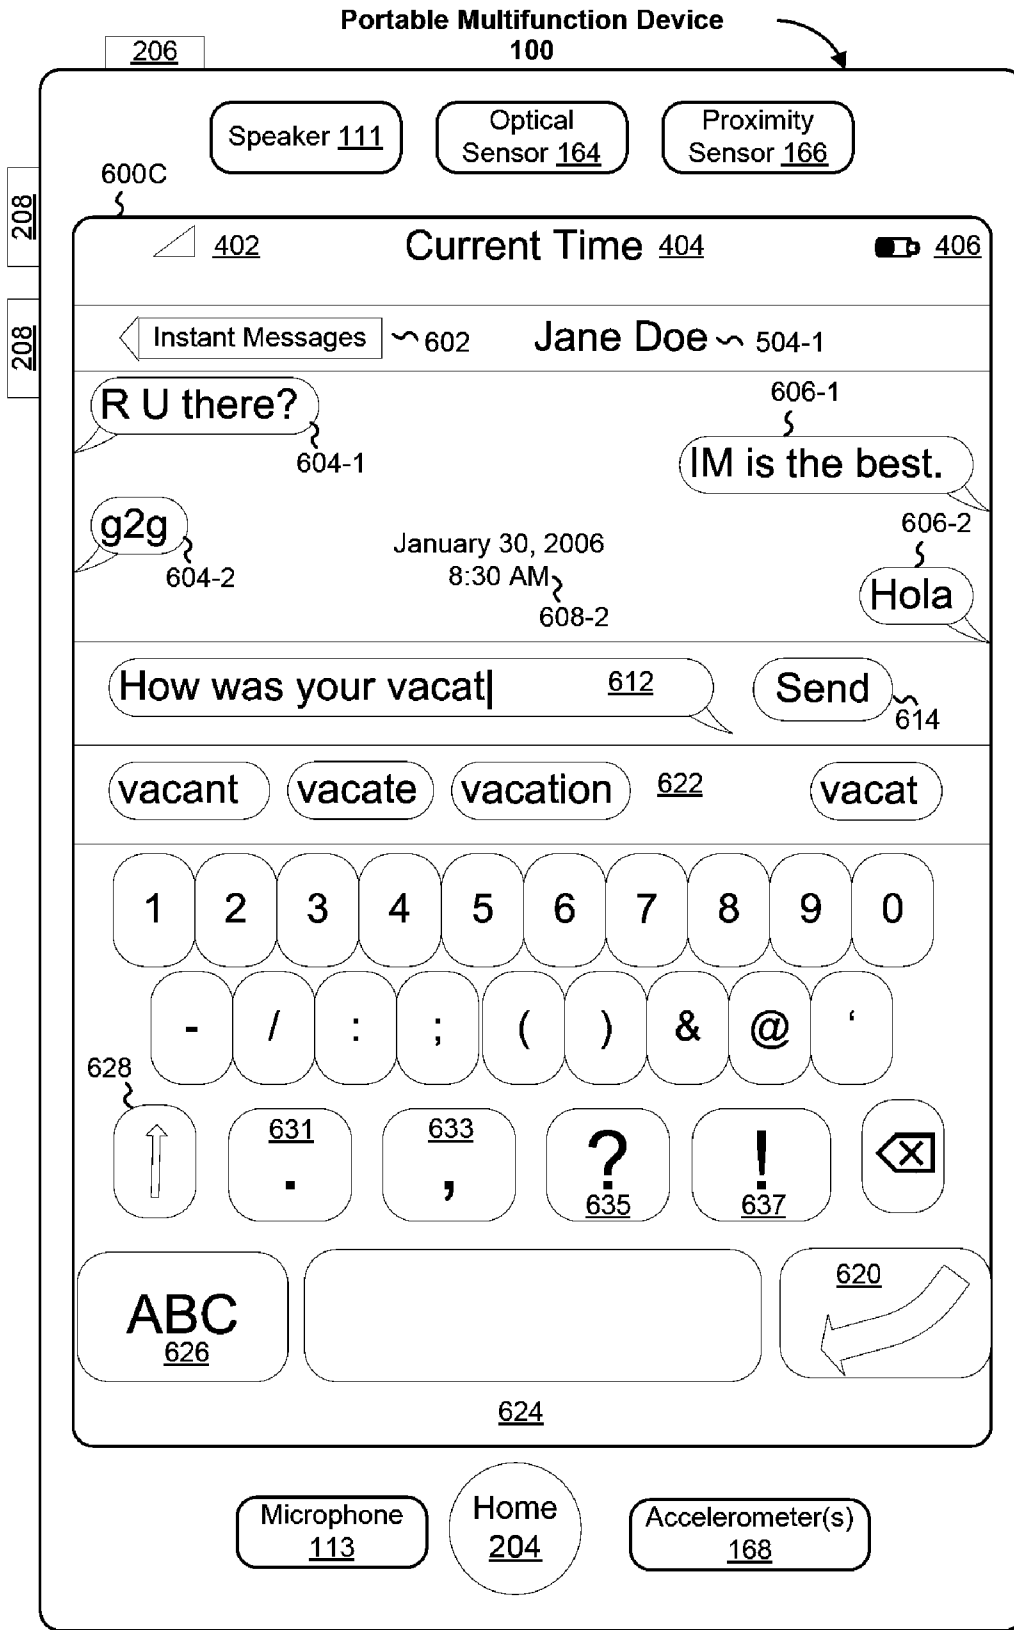 Portable Multifunction Device
100
206
Speaker 111
Optical
Sensor 164
Proximity
Sensor 166
600C
208
208
402
Current Time 404
406
Instant Messages
602
Jane Doe
504-1
R U there?
604-1
606-1
IM is the best.
g2g
604-2
January 30, 2006
8:30 AM
608-2
606-2
Hola
How was your vacat
612
Send
614
vacant
vacate
vacation
622
vacat
1 2 3 4 5 6 7 8 9 0
- / : ; ( ) & @ ‘
628
631
.
633
,
?
635
!
637
ABC
626
620
624
Microphone
113
Home
204
Accelerometer(s)
168